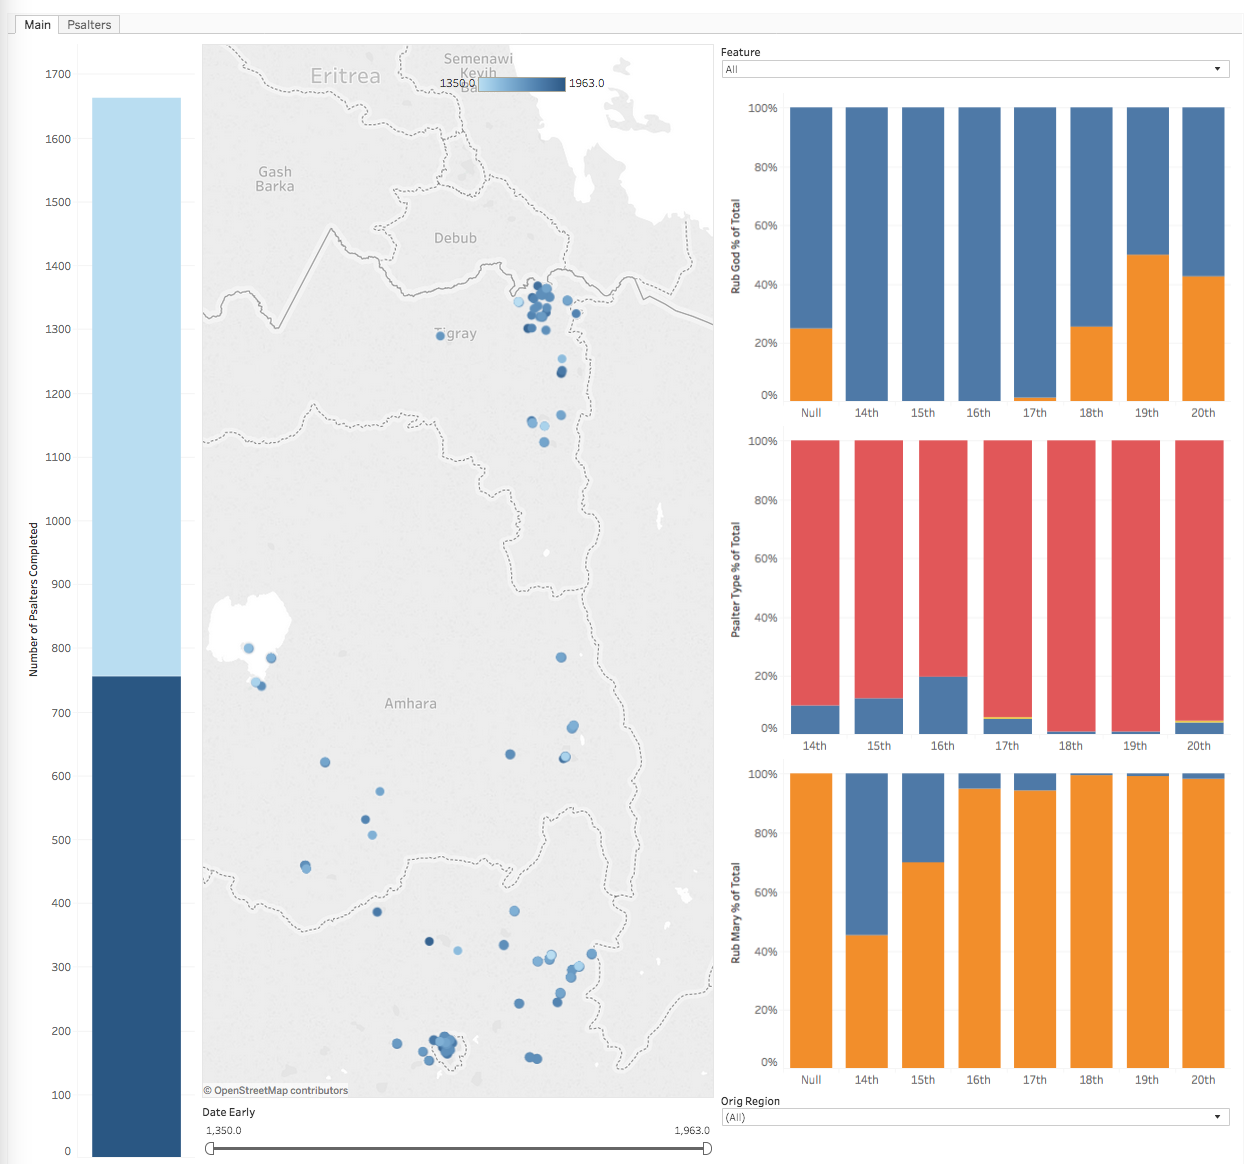 Main Psalters
Number of Psalters Completed
1700
1600
1500
1400
1300
1200
1100
1000
900
800
700
600
500
400
300
200
100
0
Eritrea
Semenawi
Keyih
Ba
1350.0 1963.0
Gash
Barka
Debub
Tigray
Amhara
© OpenStreetMap contributors
Date Early
1,350.0 1,963.0
Feature
All
Rub God % of Total
100%
80%
60%
40%
20%
0%
Null 14th 15th 16th 17th 18th 19th 20th
Psalter Type % of Total
100%
80%
60%
40%
20%
0%
14th 15th 16th 17th 18th 19th 20th
Rub Mary % of Total
100%
80%
60%
40%
20%
0%
Null 14th 15th 16th 17th 18th 19th 20th
Orig Region
(All)